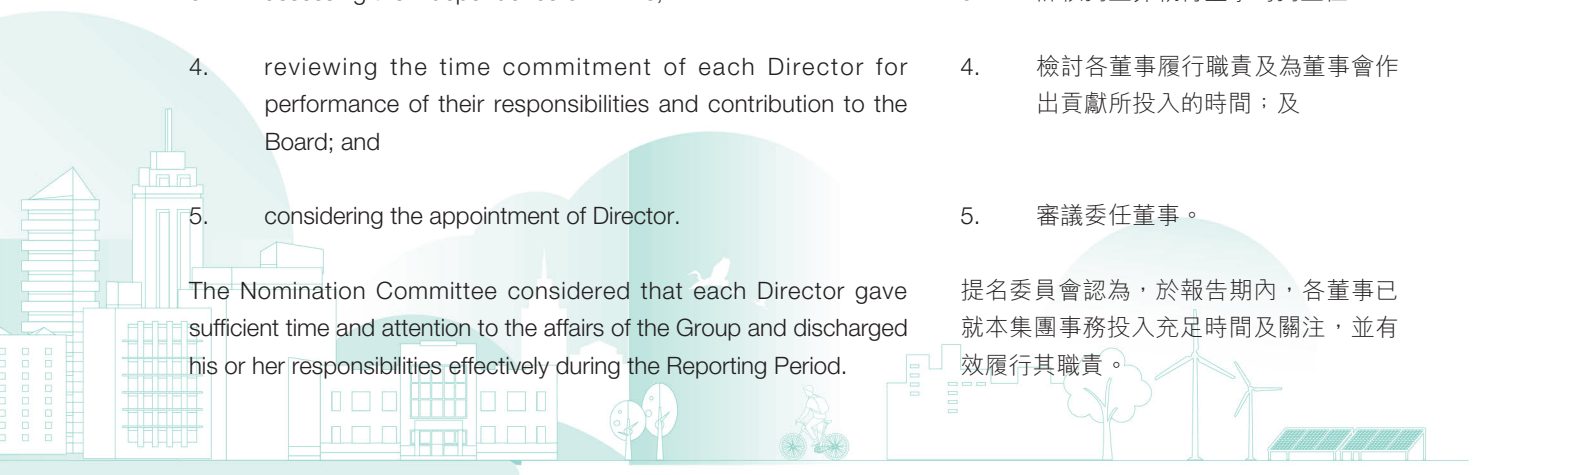 4. reviewing the time commitment of each Director for
performance of their responsibilities and contribution to the
Board; and
5. considering the appointment of Director.
The Nomination Committee considered that each Director gave
sufficient time and attention to the affairs of the Group and discharged
his or her responsibilities effectively during the Reporting Period.
4. 檢討各董事履行職責及為董事會作
出貢獻所投入的時間；及
5. 審議委任董事。
提名委員會認為，於報告期內，各董事已
就本集團事務投入充足時間及關注，並有
效履行其職責。